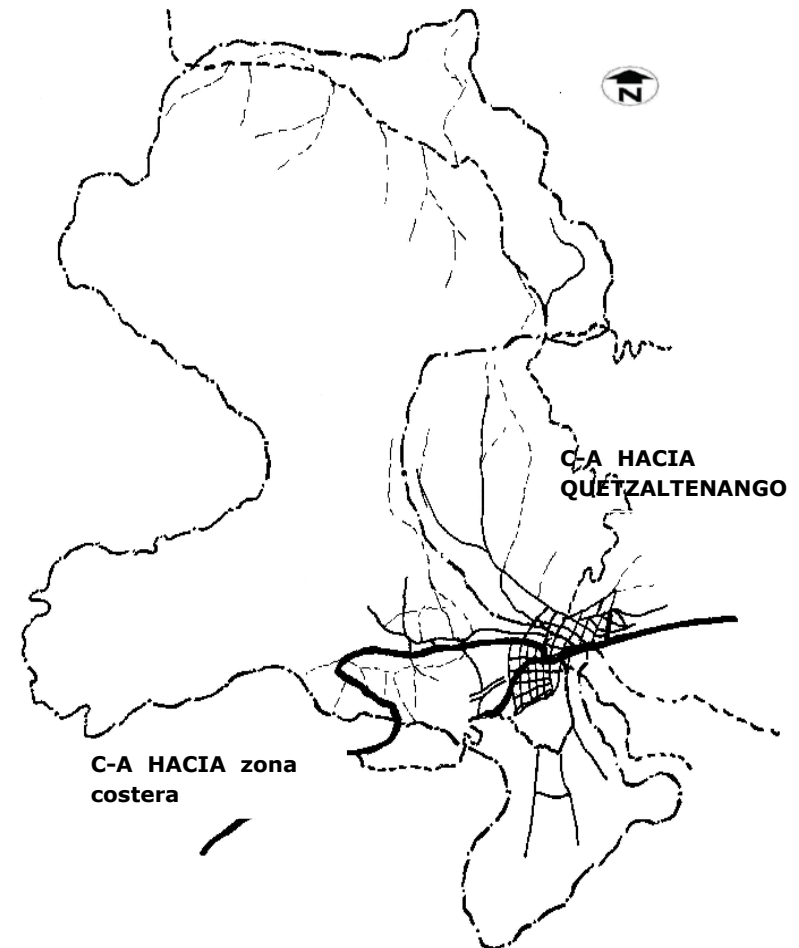 N
C-A HACIA
QUETZALTENANGO
C-A HACIA zona
costera